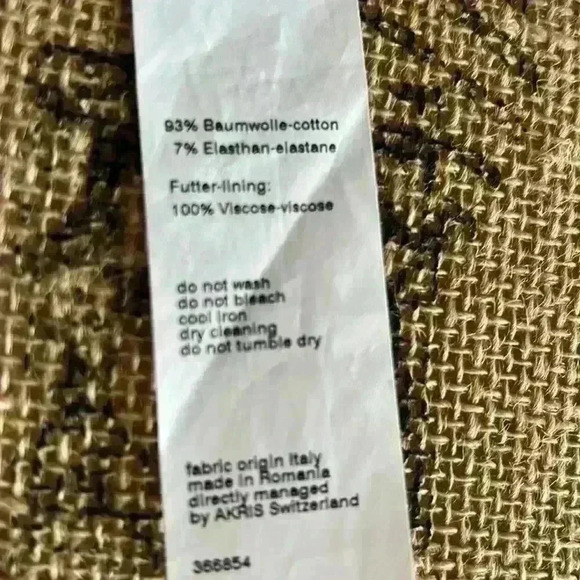 93% Baumwolle-cotton
7% Elasthan-elastane
Futter-lining:
100% Viscose-viscose
do not wash
do not bleach
cool iron
dry cleaning
do not tumble dry
fabric origin Italy
made in Romania
directly managed
by AKRIS Switzerland
366854